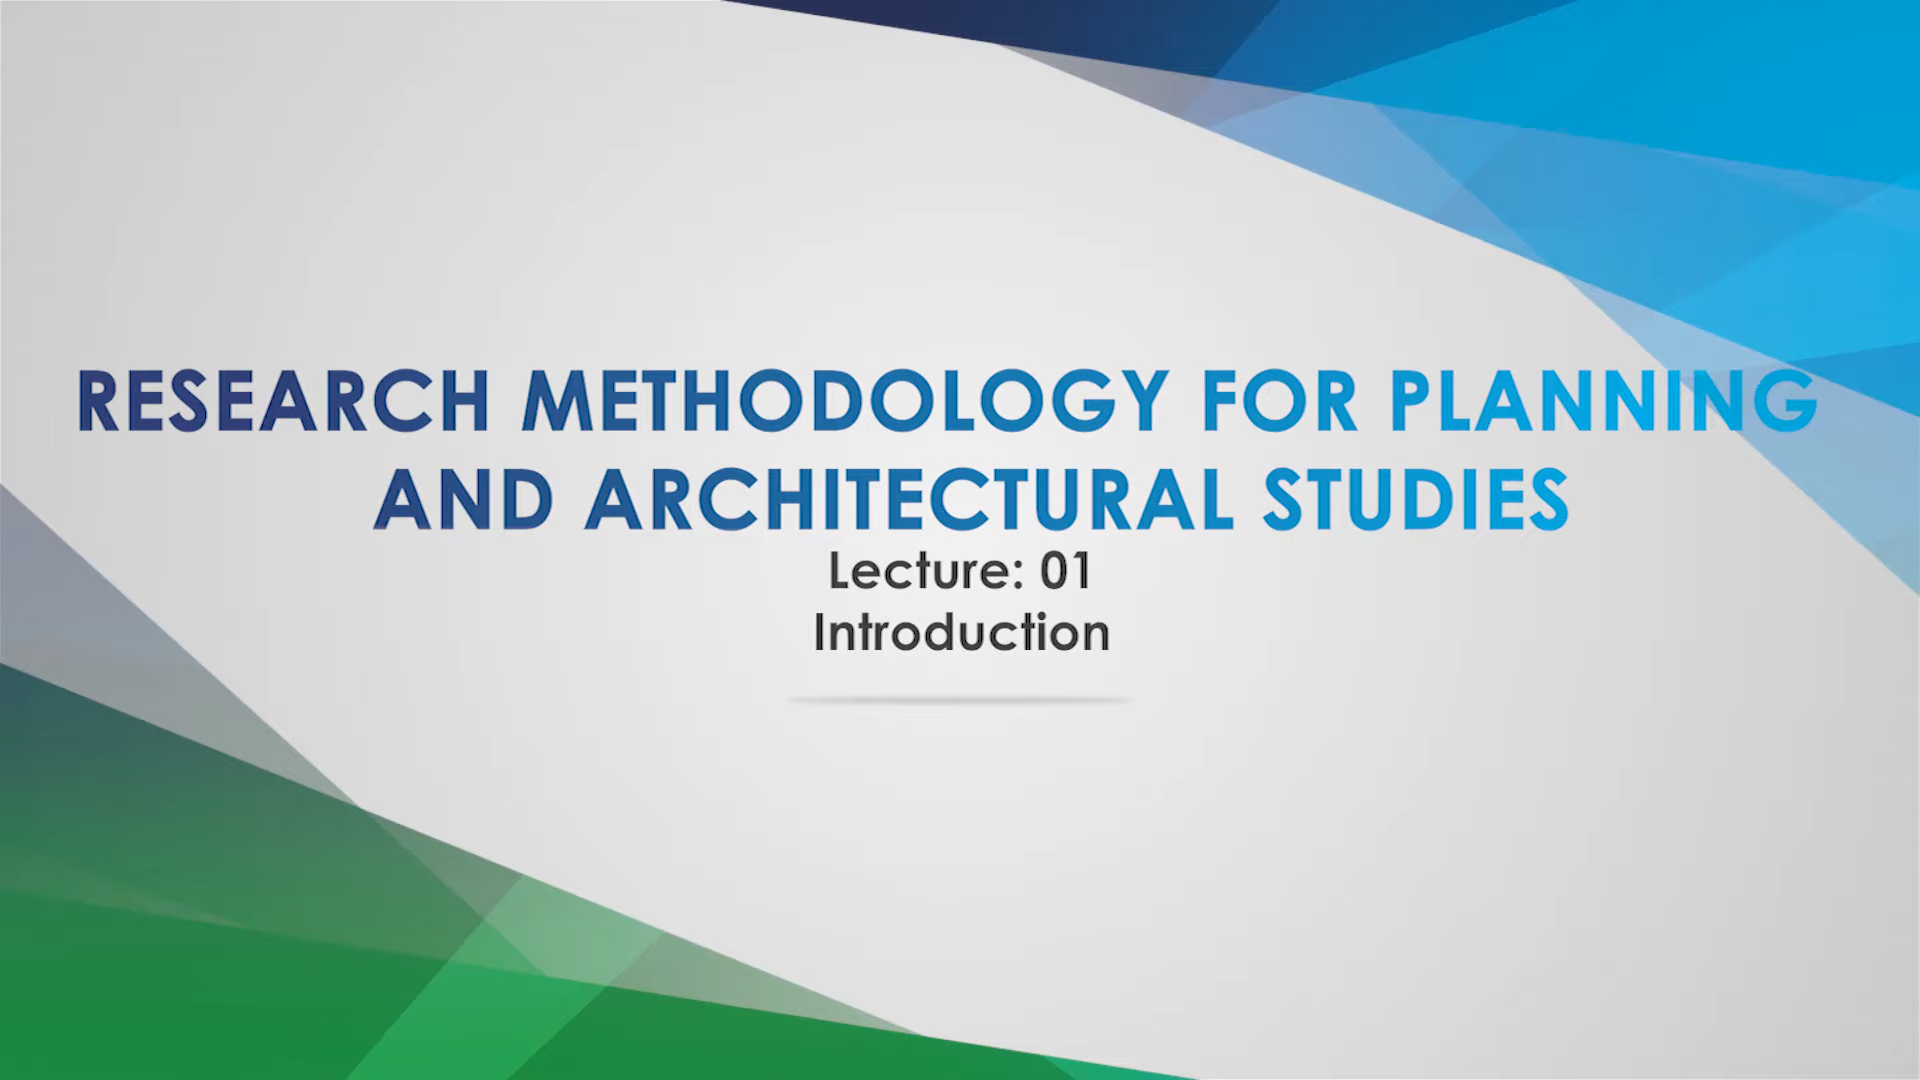 RESEARCH METHODOLOGY FOR PLANNING
AND ARCHITECTURAL STUDIES
Lecture: 01
Introduction